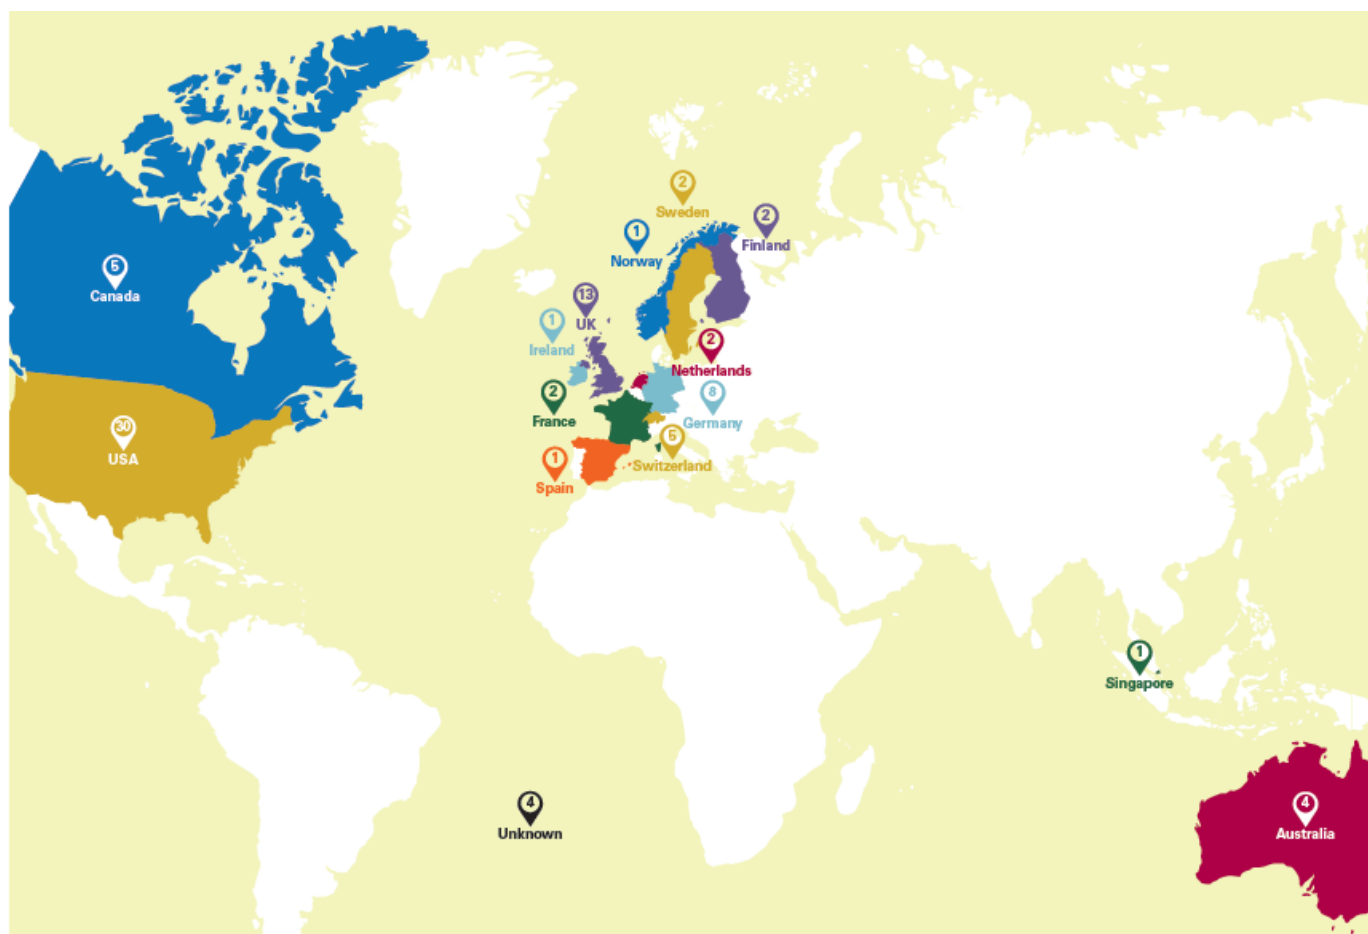 2
Sweden
2
Finland
1
Norway
5
Canada
13
UK
1
Ireland
2
Netherlands
2
France
8
Germany
30
USA
5
Switzerland
1
Spain
1
Singapore
4
Unknown
4
Australia